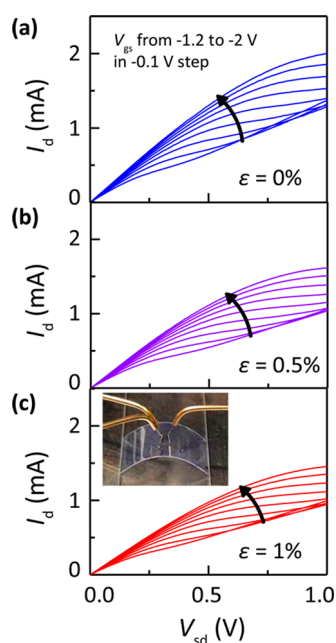 (a)
V_gs from -1.2 to -2 V
in -0.1 V step
2
1
0
I_d (mA)
ε = 0%
(b)
2
1
0
I_d (mA)
ε = 0.5%
(c)
2
1
0
I_d (mA)
ε = 1%
0.0 0.5 1.0
V_sd (V)